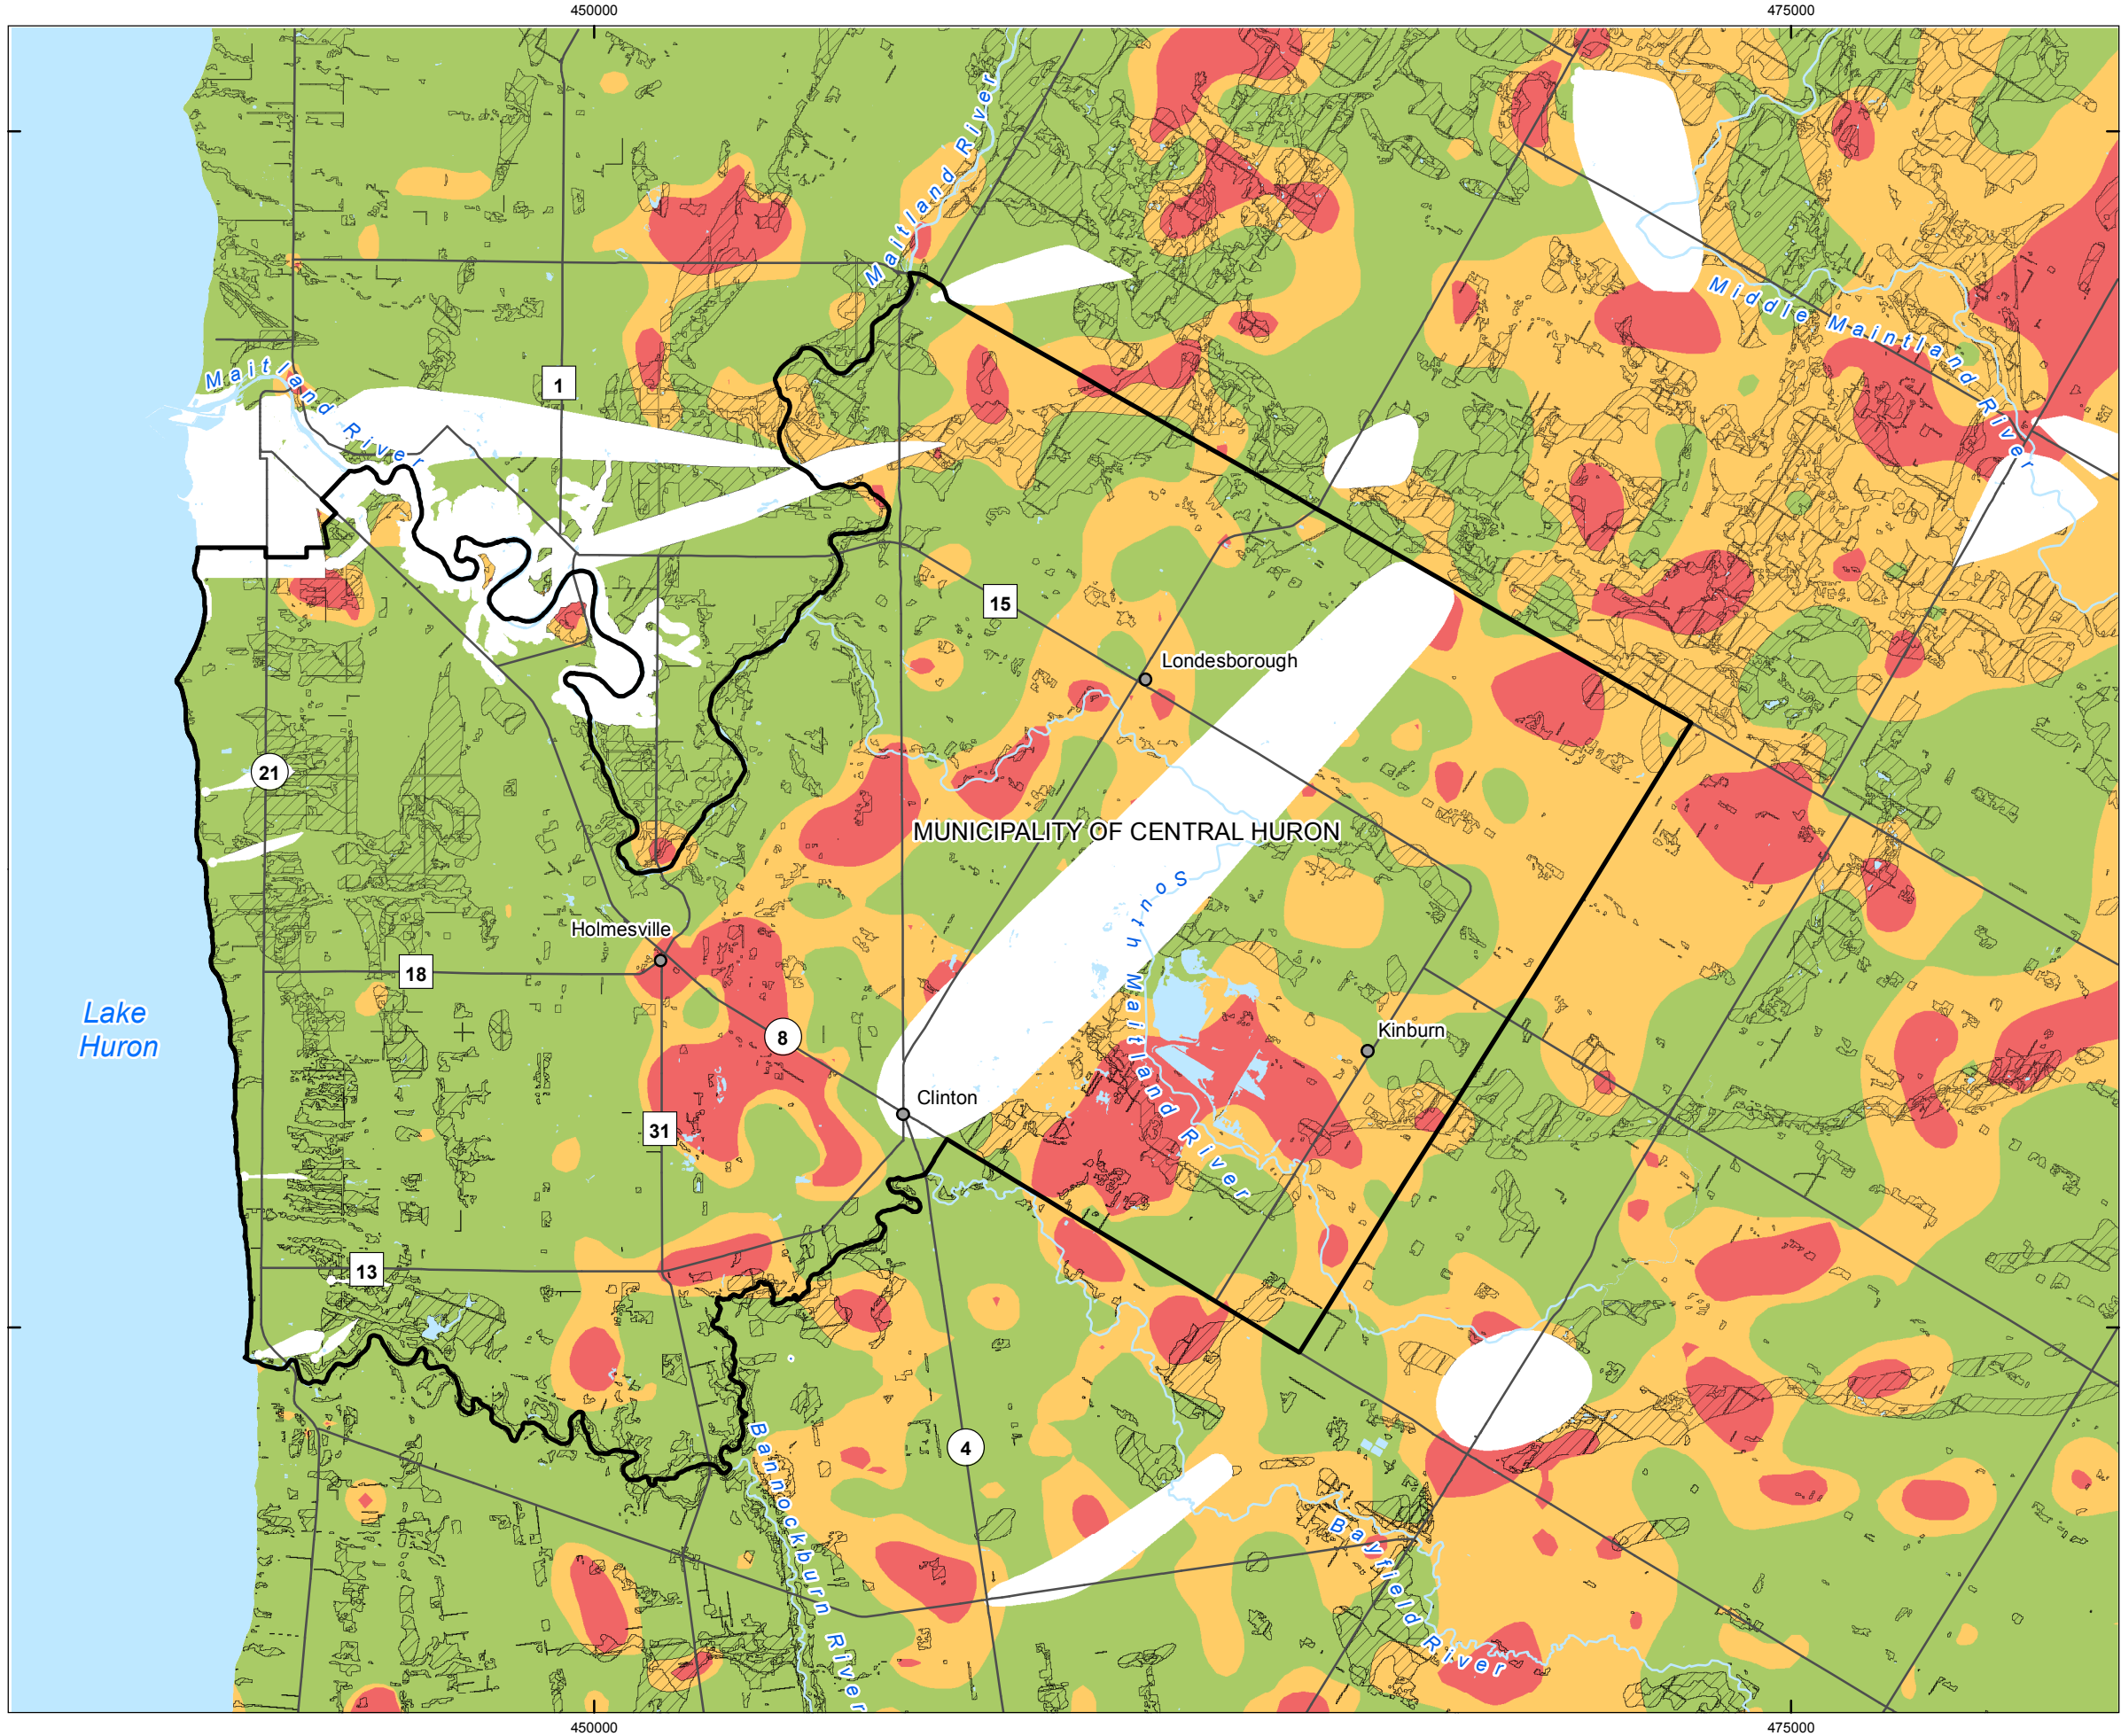 450000
475000
Maitland River
Middle Maintland River
Maitland River
1
15
Londesborough
21
MUNICIPALITY OF CENTRAL HURON
South Maitland River
Holmesville
18
Lake
Huron
8
Kinburn
Clinton
31
13
4
Bannockburn River
Bayfield River
450000
475000